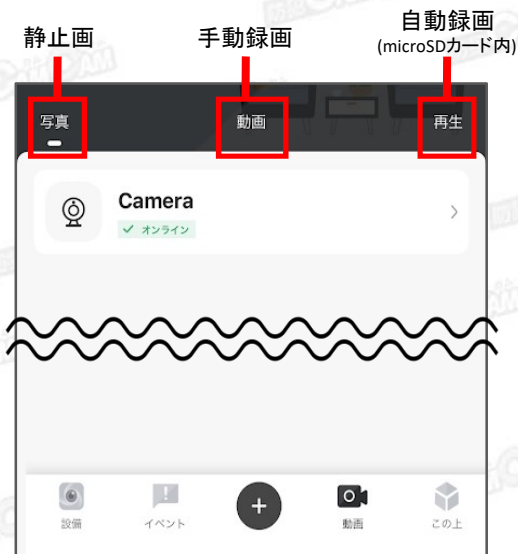 静止画
手動録画
自動録画
(microSDカード内)
写真
動画
再生
Camera
✓ オンライン
設備
イベント
動画
この上